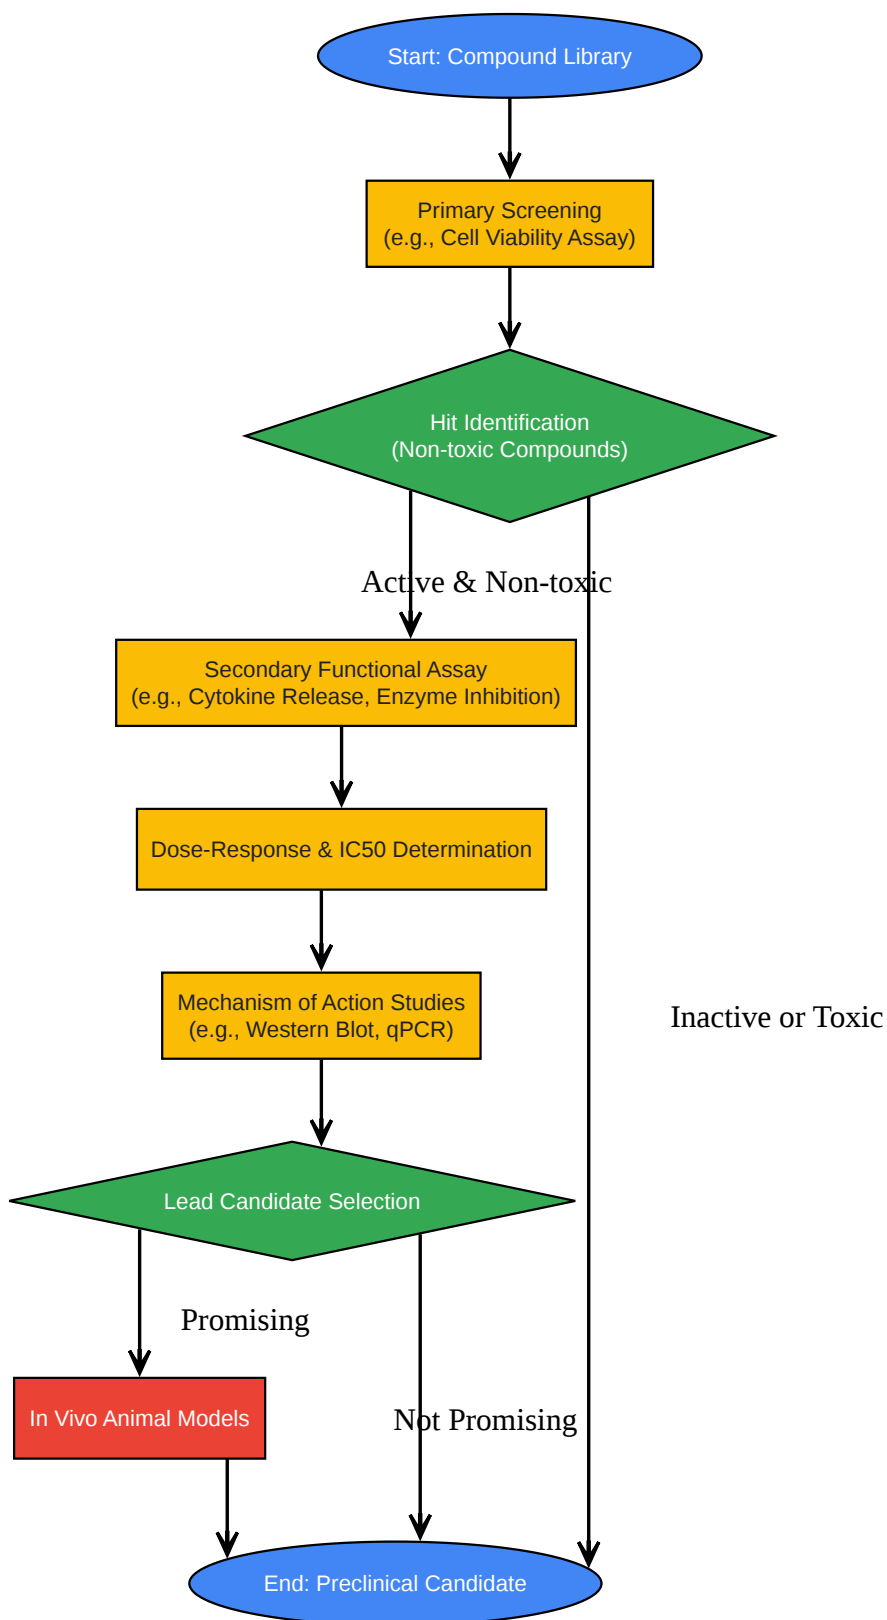 Start: Compound Library
Primary Screening
(e.g., Cell Viability Assay)
Hit Identification
(Non-toxic Compounds)
Active & Non-toxic
Secondary Functional Assay
(e.g., Cytokine Release, Enzyme Inhibition)
Dose-Response & IC50 Determination
Mechanism of Action Studies
(e.g., Western Blot, qPCR)
Inactive or Toxic
Lead Candidate Selection
Promising
In Vivo Animal Models
Not Promising
End: Preclinical Candidate